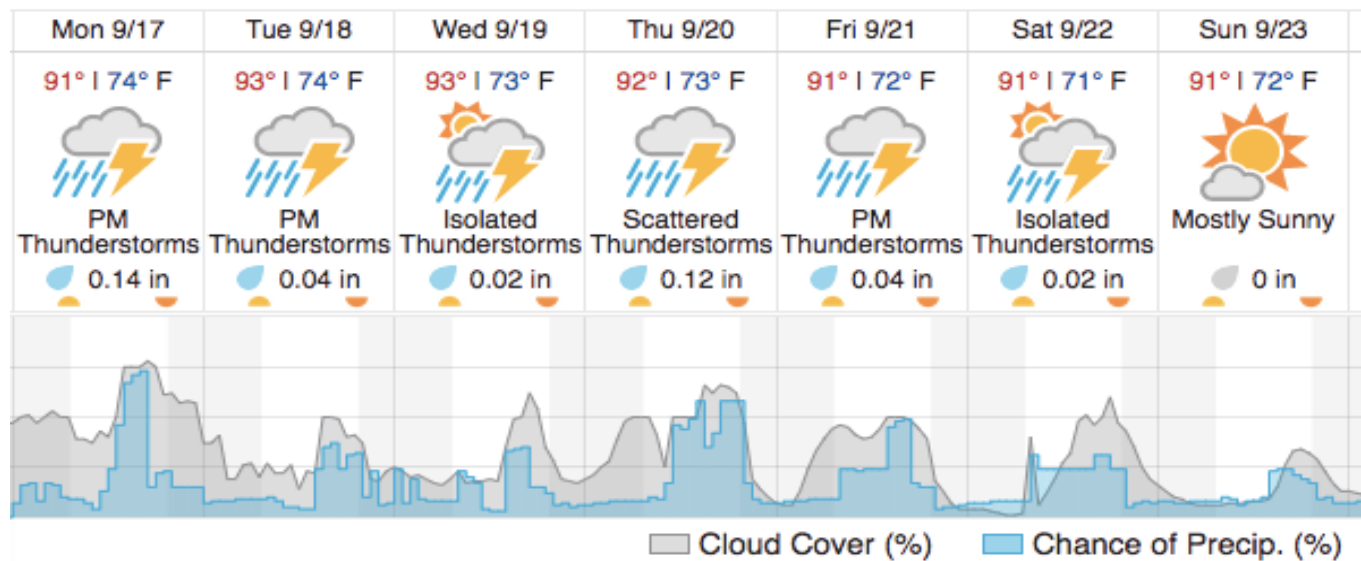 Mon 9/17 Tue 9/18 Wed 9/19 Thu 9/20 Fri 9/21 Sat 9/22 Sun 9/23
91° | 74° F 93° | 74° F 93° | 73° F 92° | 73° F 91° | 72° F 91° | 71° F 91° | 72° F
PM PM Isolated Scattered PM Isolated Mostly Sunny
Thunderstorms Thunderstorms Thunderstorms Thunderstorms Thunderstorms Thunderstorms
0.14 in 0.04 in 0.02 in 0.12 in 0.04 in 0.02 in 0 in
Cloud Cover (%) Chance of Precip. (%)